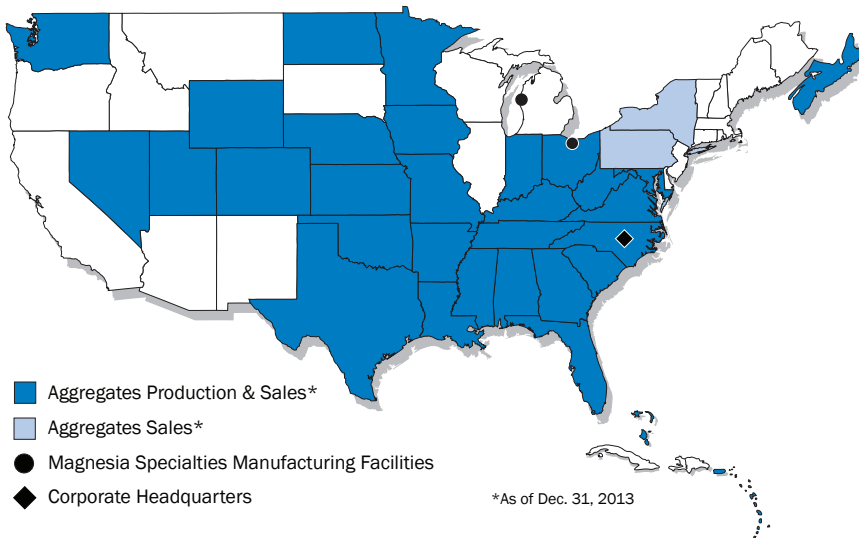 Aggregates Production & Sales*
Aggregates Sales*
Magnesia Specialties Manufacturing Facilities
Corporate Headquarters
*As of Dec. 31, 2013